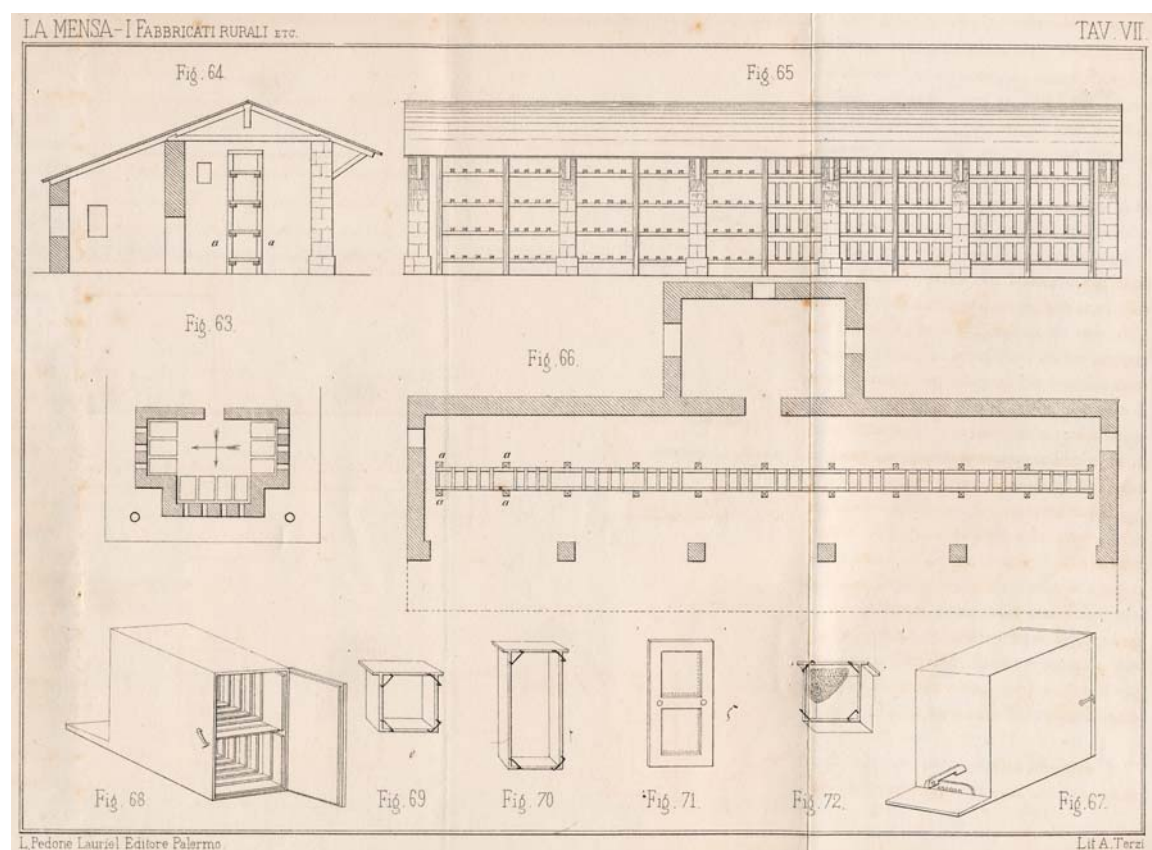 LA MENSA - I FABBRICATI RURALI ETC.
TAV. VII.
Fig. 64.
Fig. 65
a a
Fig. 63.
Fig. 66.
a a
a a
Fig. 68.
Fig. 69
Fig. 70
Fig. 71.
Fig. 72.
Fig. 67.
L. Pedone Lauriel Editore Palermo.
Lit A. Terzi